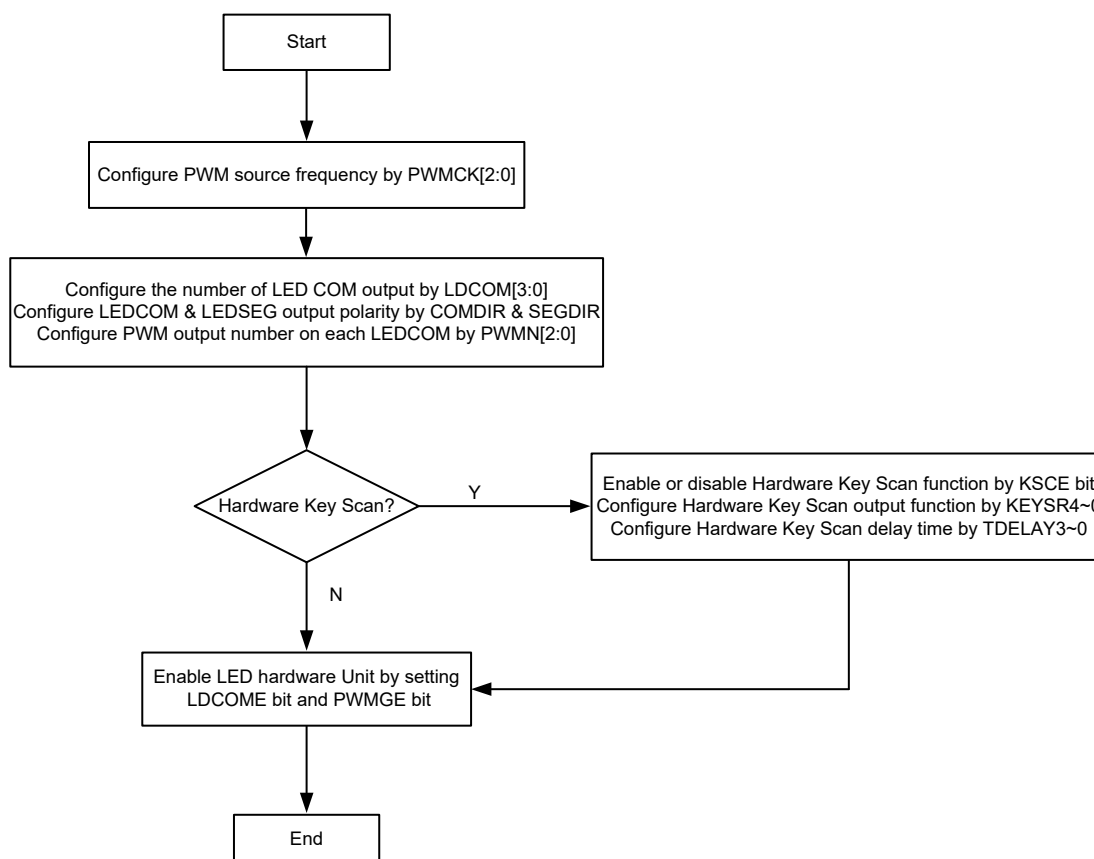 Start
Configure PWM source frequency by PWMCK[2:0]
Configure the number of LED COM output by LDCOM[3:0]
Configure LEDCOM & LEDSEG output polarity by COMDIR & SEGDIR
Configure PWM output number on each LEDCOM by PWMN[2:0]
Hardware Key Scan?
Y
Enable or disable Hardware Key Scan function by KSCE bit
Configure Hardware Key Scan output function by KEYSR4~0
Configure Hardware Key Scan delay time by TDELAY3~0
N
Enable LED hardware Unit by setting
LDCOME bit and PWMGE bit
End